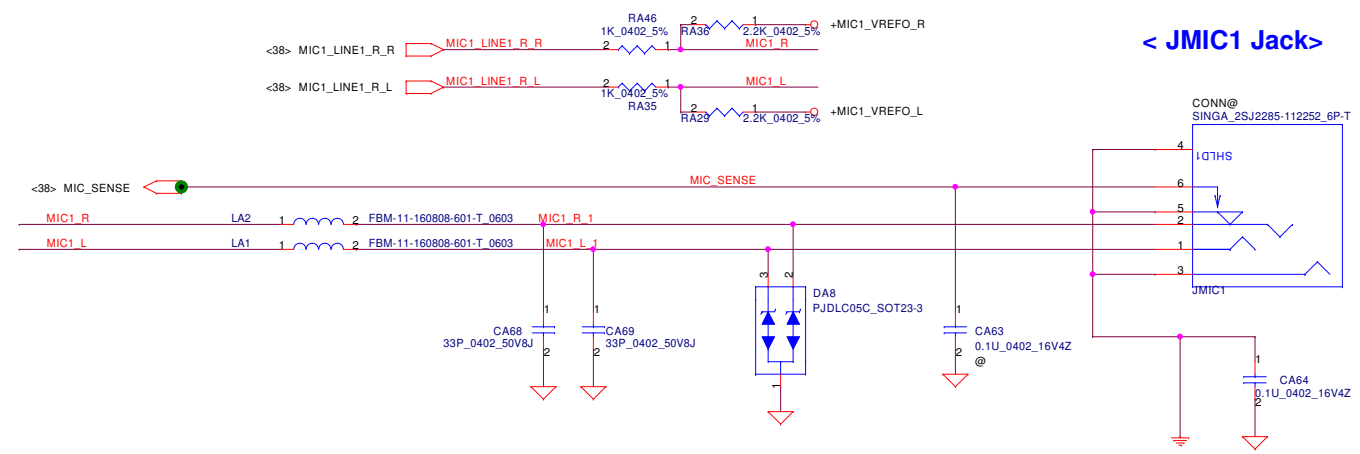 RA46
1K_0402_5%
2
1
2
1
RA36
2.2K_0402_5%
+MIC1_VREFO_R
<38> MIC1_LINE1_R_R
MIC1_LINE1_R_R
2
1
MIC1_R
< JMIC1 Jack>
<38> MIC1_LINE1_R_L
MIC1_LINE1_R_L
2
1
MIC1_L
1K_0402_5%
RA35
RA29
2.2K_0402_5%
+MIC1_VREFO_L
CONN@
SINGA_2SJ2285-112252_6P-T
4
SHLD1
<38> MIC_SENSE
MIC_SENSE
6
5
MIC1_R
LA2
1
2
FBM-11-160808-601-T_0603
MIC1_R_1
2
MIC1_L
LA1
1
2
FBM-11-160808-601-T_0603
MIC1_L_1
1
3
3
2
JMIC1
DA8
PJDLC05C_SOT23-3
1
1
1
CA68
33P_0402_50V8J
2
CA69
33P_0402_50V8J
2
CA63
0.1U_0402_16V4Z
2
@
1
1
CA64
0.1U_0402_16V4Z
2